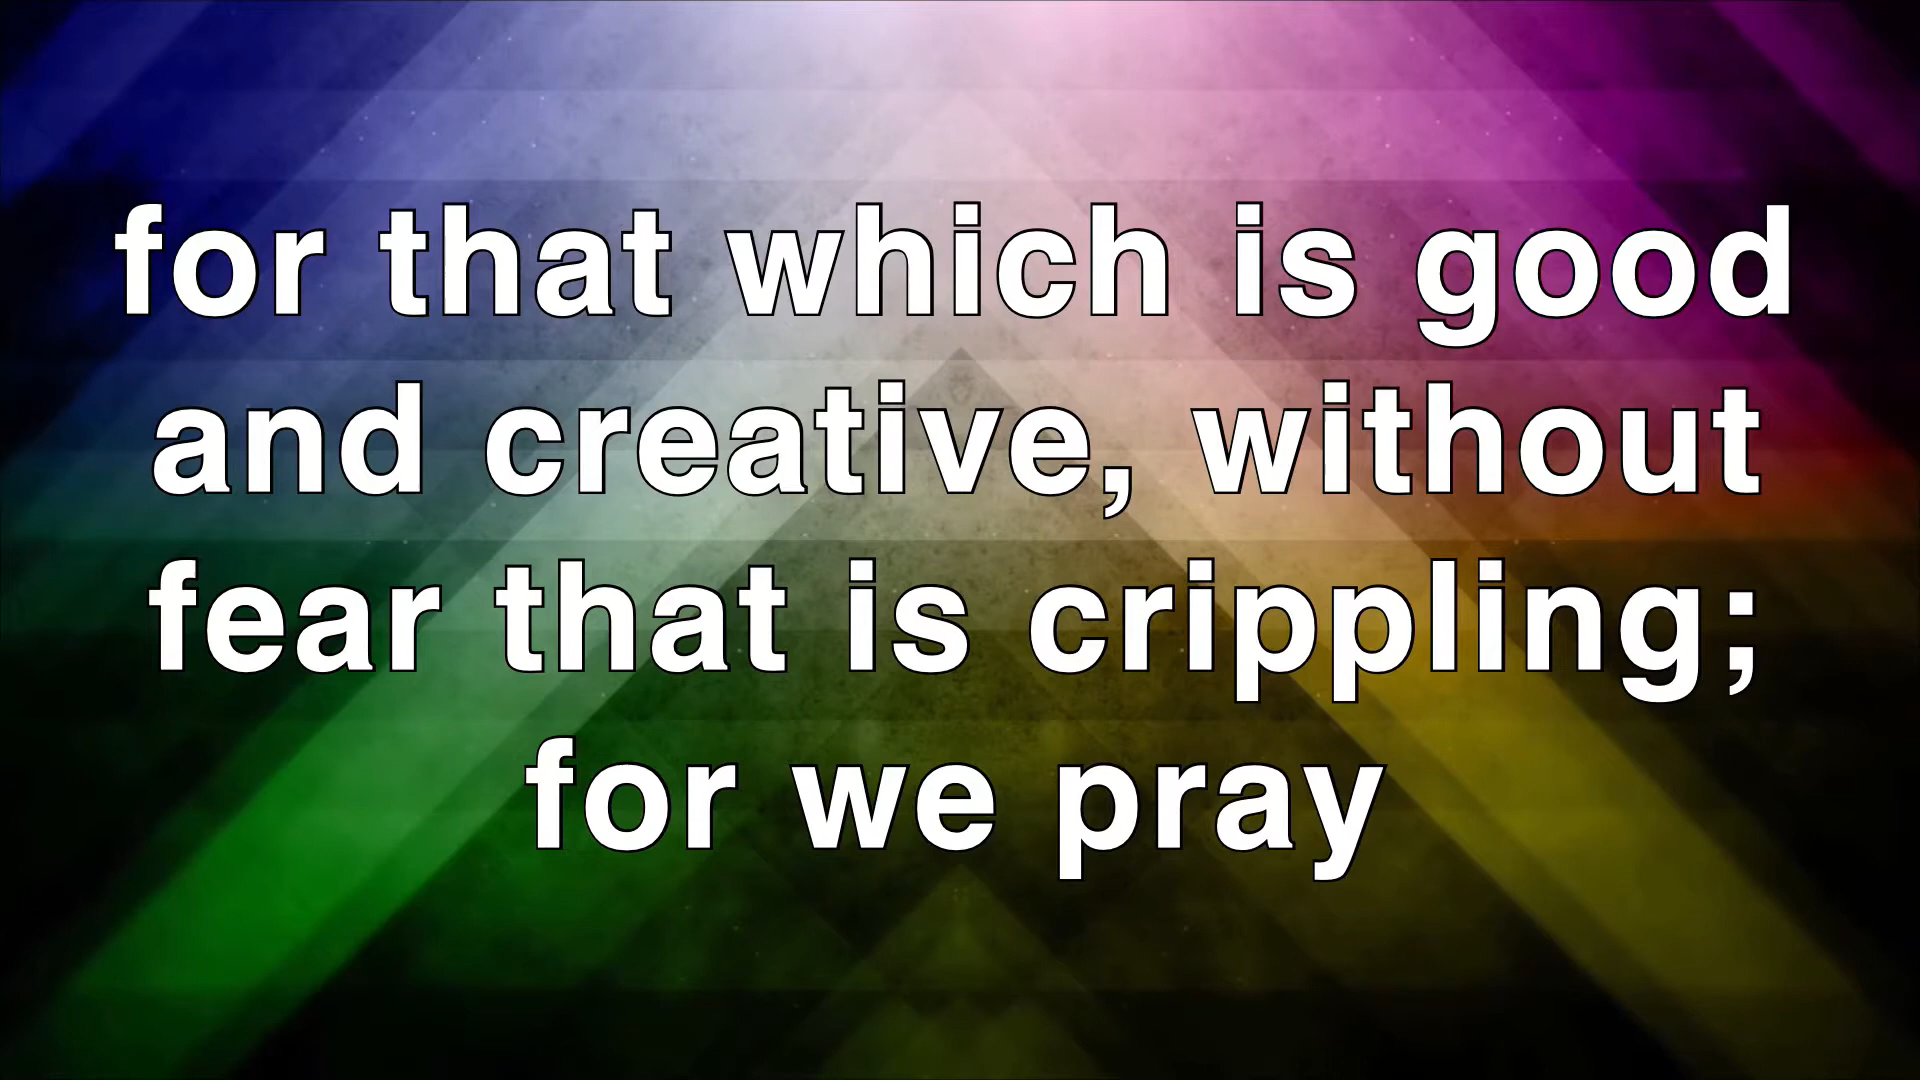 for that which is good
and creative, without
fear that is crippling;
for we pray